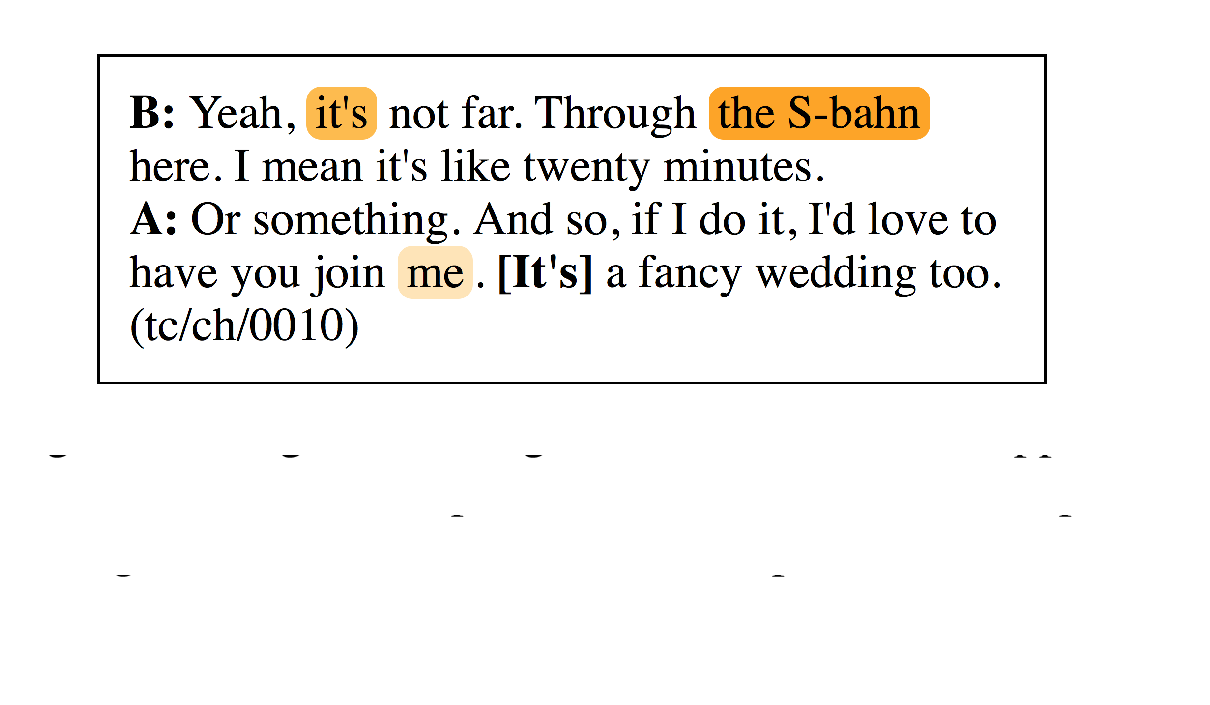 B: Yeah, it's not far. Through the S-bahn
here. I mean it's like twenty minutes.
A: Or something. And so, if I do it, I'd love to
have you join me. [It's] a fancy wedding too.
(tc/ch/0010)